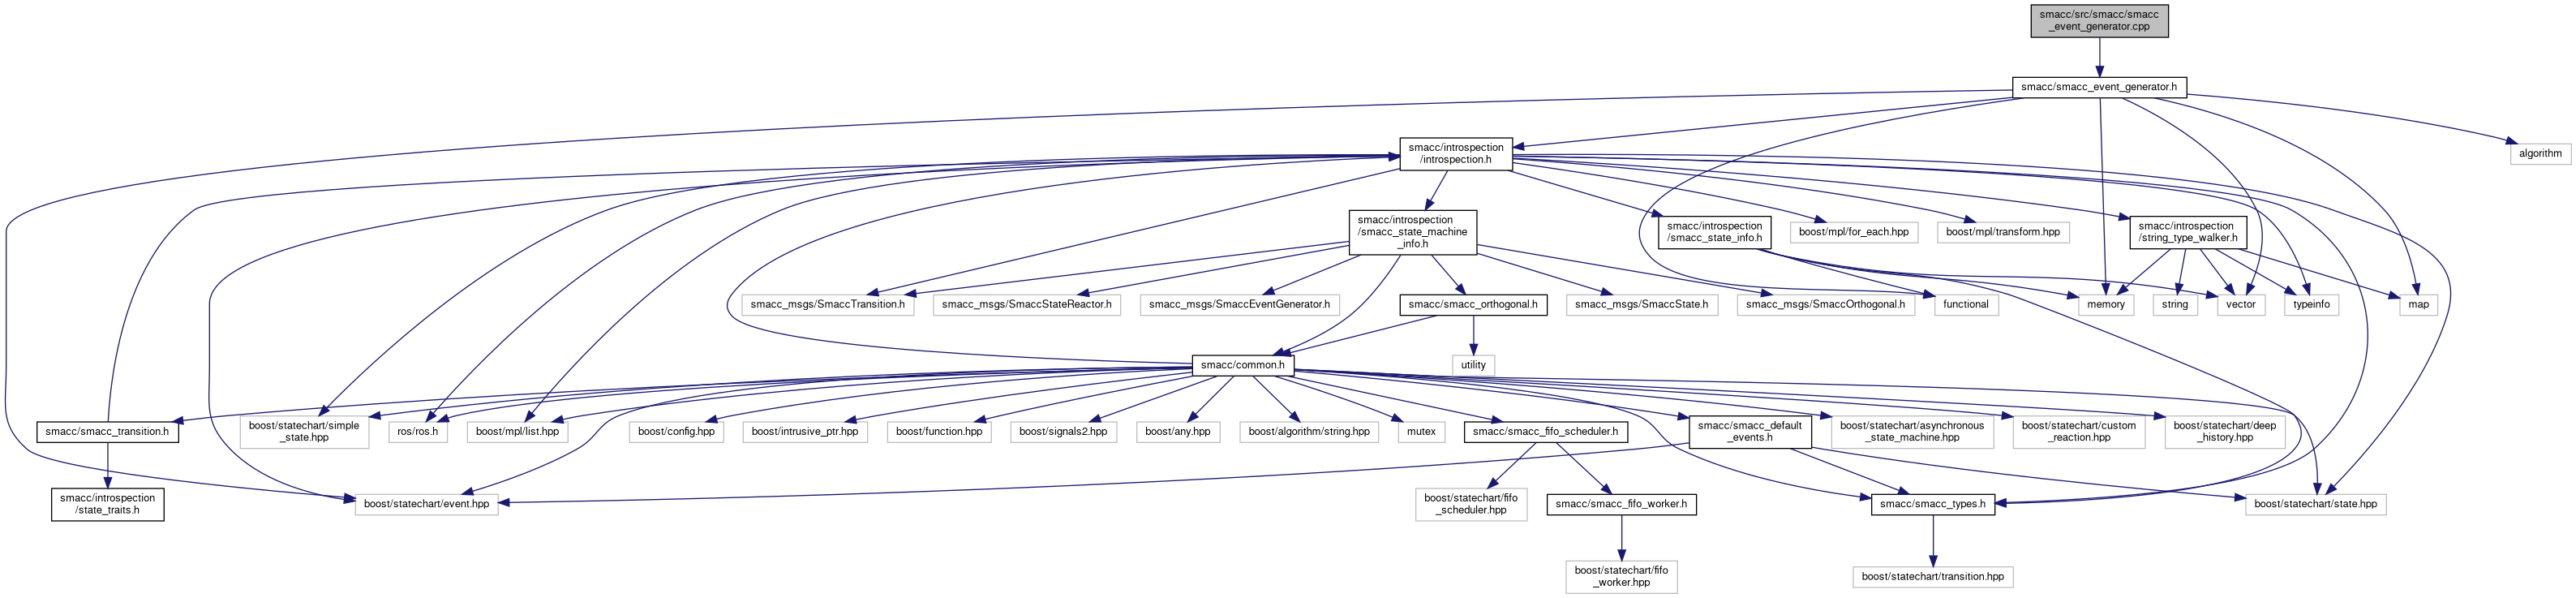 smacc/src/smacc/smacc
_event_generator.cpp
smacc/smacc_event_generator.h
smacc/introspection
/introspection.h
algorithm
smacc/introspection
/smacc_state_machine
_info.h
smacc/introspection
/smacc_state_info.h
boost/mpl/for_each.hpp
boost/mpl/transform.hpp
smacc/introspection
/string_type_walker.h
smacc_msgs/SmaccTransition.h
smacc_msgs/SmaccStateReactor.h
smacc_msgs/SmaccEventGenerator.h
smacc/smacc_orthogonal.h
smacc_msgs/SmaccState.h
smacc_msgs/SmaccOrthogonal.h
functional
memory
string
vector
typeinfo
map
smacc/common.h
utility
smacc/smacc_transition.h
boost/statechart/simple
_state.hpp
ros/ros.h
boost/mpl/list.hpp
boost/config.hpp
boost/intrusive_ptr.hpp
boost/function.hpp
boost/signals2.hpp
boost/any.hpp
boost/algorithm/string.hpp
mutex
smacc/smacc_fifo_scheduler.h
smacc/smacc_default
_events.h
boost/statechart/asynchronous
_state_machine.hpp
boost/statechart/custom
_reaction.hpp
boost/statechart/deep
_history.hpp
smacc/introspection
/state_traits.h
boost/statechart/event.hpp
boost/statechart/fifo
_scheduler.hpp
smacc/smacc_fifo_worker.h
smacc/smacc_types.h
boost/statechart/state.hpp
boost/statechart/fifo
_worker.hpp
boost/statechart/transition.hpp